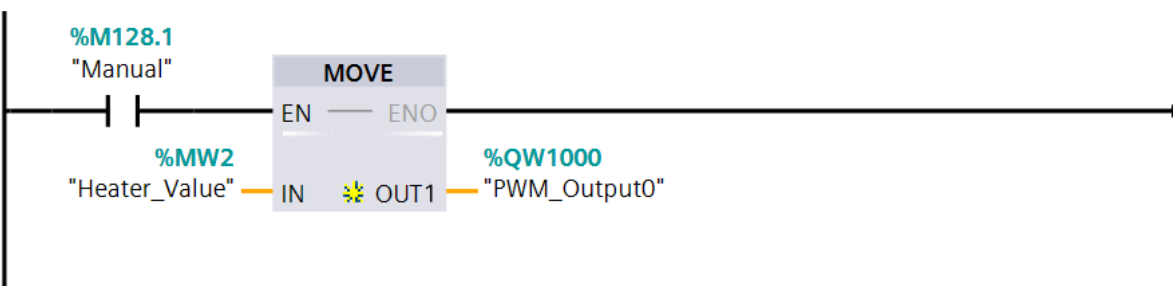 %M128.1
"Manual"
MOVE
EN ENO
%MW2
"Heater_Value"
IN OUT1
%QW1000
"PWM_Output0"